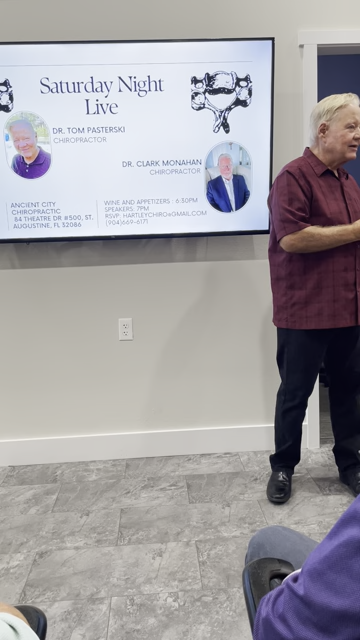 Saturday Night
Live
DR. TOM PASTERSKI
CHIROPRACTOR
DR. CLARK MONAHAN
CHIROPRACTOR
ANCIENT CITY
CHIROPRACTIC
84 THEATRE DR #500, ST.
AUGUSTINE, FL 32086
WINE AND APPETIZERS : 6:30PM
SPEAKERS: 7PM
RSVP: HARTLEYCHIRO@GMAIL.COM
(904)669-6171